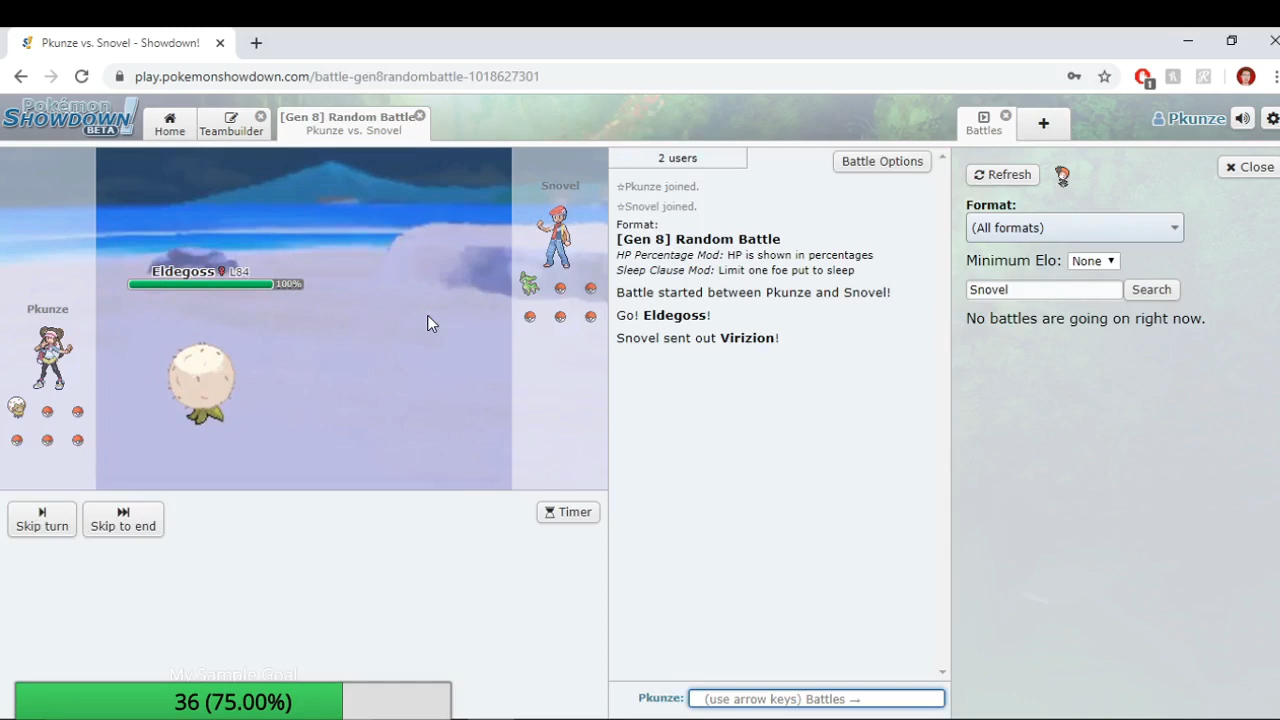 Pkunze vs. Snovel - Showdown!
play.pokemonshowdown.com/battle-gen8randombattle-1018627301
1
Pokémon
SHOWDOWN
BETA
Home
Teambuilder
[Gen 8] Random Battle
Pkunze vs. Snovel
Battles
Pkunze
Snovel
Eldegoss L84
100%
Pkunze
Skip turn
Skip to end
Timer
2 users
Battle Options
☆Pkunze joined.
☆Snovel joined.
Format:
[Gen 8] Random Battle
HP Percentage Mod: HP is shown in percentages
Sleep Clause Mod: Limit one foe put to sleep
Battle started between Pkunze and Snovel!
Go! Eldegoss!
Snovel sent out Virizion!
Pkunze: (use arrow keys) Battles →
Refresh
Close
Format:
(All formats)
Minimum Elo: None
Snovel Search
No battles are going on right now.
My Sample Goal
36 (75.00%)